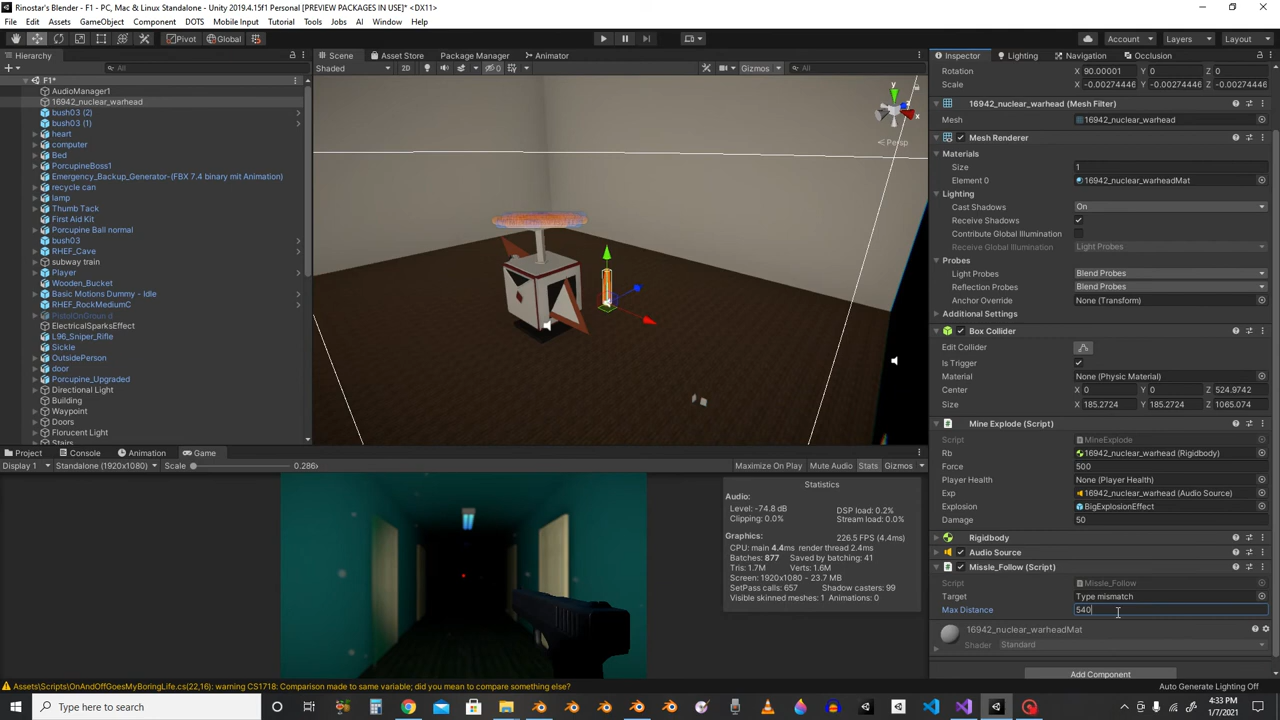 Rinostar's Blender - F1 - PC, Mac & Linux Standalone - Unity 2019.4.15f1 Personal [PREVIEW PACKAGES IN USE]* <DX11>
File Edit Assets GameObject Component DOTS Mobile Input Tutorial Tools Jobs AI Window Help
Pivot Global Account Layers Layout
Hierarchy Scene Asset Store Package Manager Animator Inspector Lighting Navigation Occlusion
All Shaded 2D 0 Gizmos All
F1*
AudioManager1
16942_nuclear_warhead
bush03 (2)
bush03 (1)
heart
computer
Bed
PorcupineBoss1
Emergency_Backup_Generator-(FBX 7.4 binary mit Animation)
recycle can
lamp
Thumb Tack
First Aid Kit
Porcupine Ball normal
bush03
RHEF_Cave
subway train
Player
Wooden_Bucket
Basic Motions Dummy - Idle
RHEF_RockMediumC
PistolOnGroun d
ElectricalSparksEffect
L96_Sniper_Rifle
Sickle
OutsidePerson
door
Porcupine_Upgraded
Directional Light
Building
Waypoint
Doors
Florucent Light
Stairs
y
x
Persp
Rotation X 90.00001 Y 0 Z 0
Scale X -0.00274446 Y -0.00274446 Z -0.00274446
16942_nuclear_warhead (Mesh Filter)
Mesh 16942_nuclear_warhead
Mesh Renderer
Materials
Size 1
Element 0 16942_nuclear_warheadMat
Lighting
Cast Shadows On
Receive Shadows
Contribute Global Illumination
Receive Global Illumination Light Probes
Probes
Light Probes Blend Probes
Reflection Probes Blend Probes
Anchor Override None (Transform)
Additional Settings
Box Collider
Edit Collider
Is Trigger
Material None (Physic Material)
Center X 0 Y 0 Z 524.9742
Size X 185.2724 Y 185.2724 Z 1065.074
Mine Explode (Script)
Script MineExplode
Rb 16942_nuclear_warhead (Rigidbody)
Force 500
Player Health None (Player Health)
Exp 16942_nuclear_warhead (Audio Source)
Explosion BigExplosionEffect
Damage 50
Rigidbody
Audio Source
Missle_Follow (Script)
Script Missle_Follow
Target Type mismatch
Max Distance 540
16942_nuclear_warheadMat
Shader Standard
Add Component
Project Console Animation Game
Display 1 Standalone (1920x1080) Scale 0.286x Maximize On Play Mute Audio Stats Gizmos
Statistics
Audio:
Level: -74.8 dB DSP load: 0.2%
Clipping: 0.0% Stream load: 0.0%
Graphics: 226.5 FPS (4.4ms)
CPU: main 4.4ms render thread 2.4ms
Batches: 877 Saved by batching: 41
Tris: 1.7M Verts: 1.6M
Screen: 1920x1080 - 23.7 MB
SetPass calls: 657 Shadow casters: 99
Visible skinned meshes: 1 Animations: 0
Assets\Scripts\OnAndOffGoesMyBoringLife.cs(22,16): warning CS1718: Comparison made to same variable; did you mean to compare something else?
Auto Generate Lighting Off
Type here to search
4:33 PM
1/7/2021